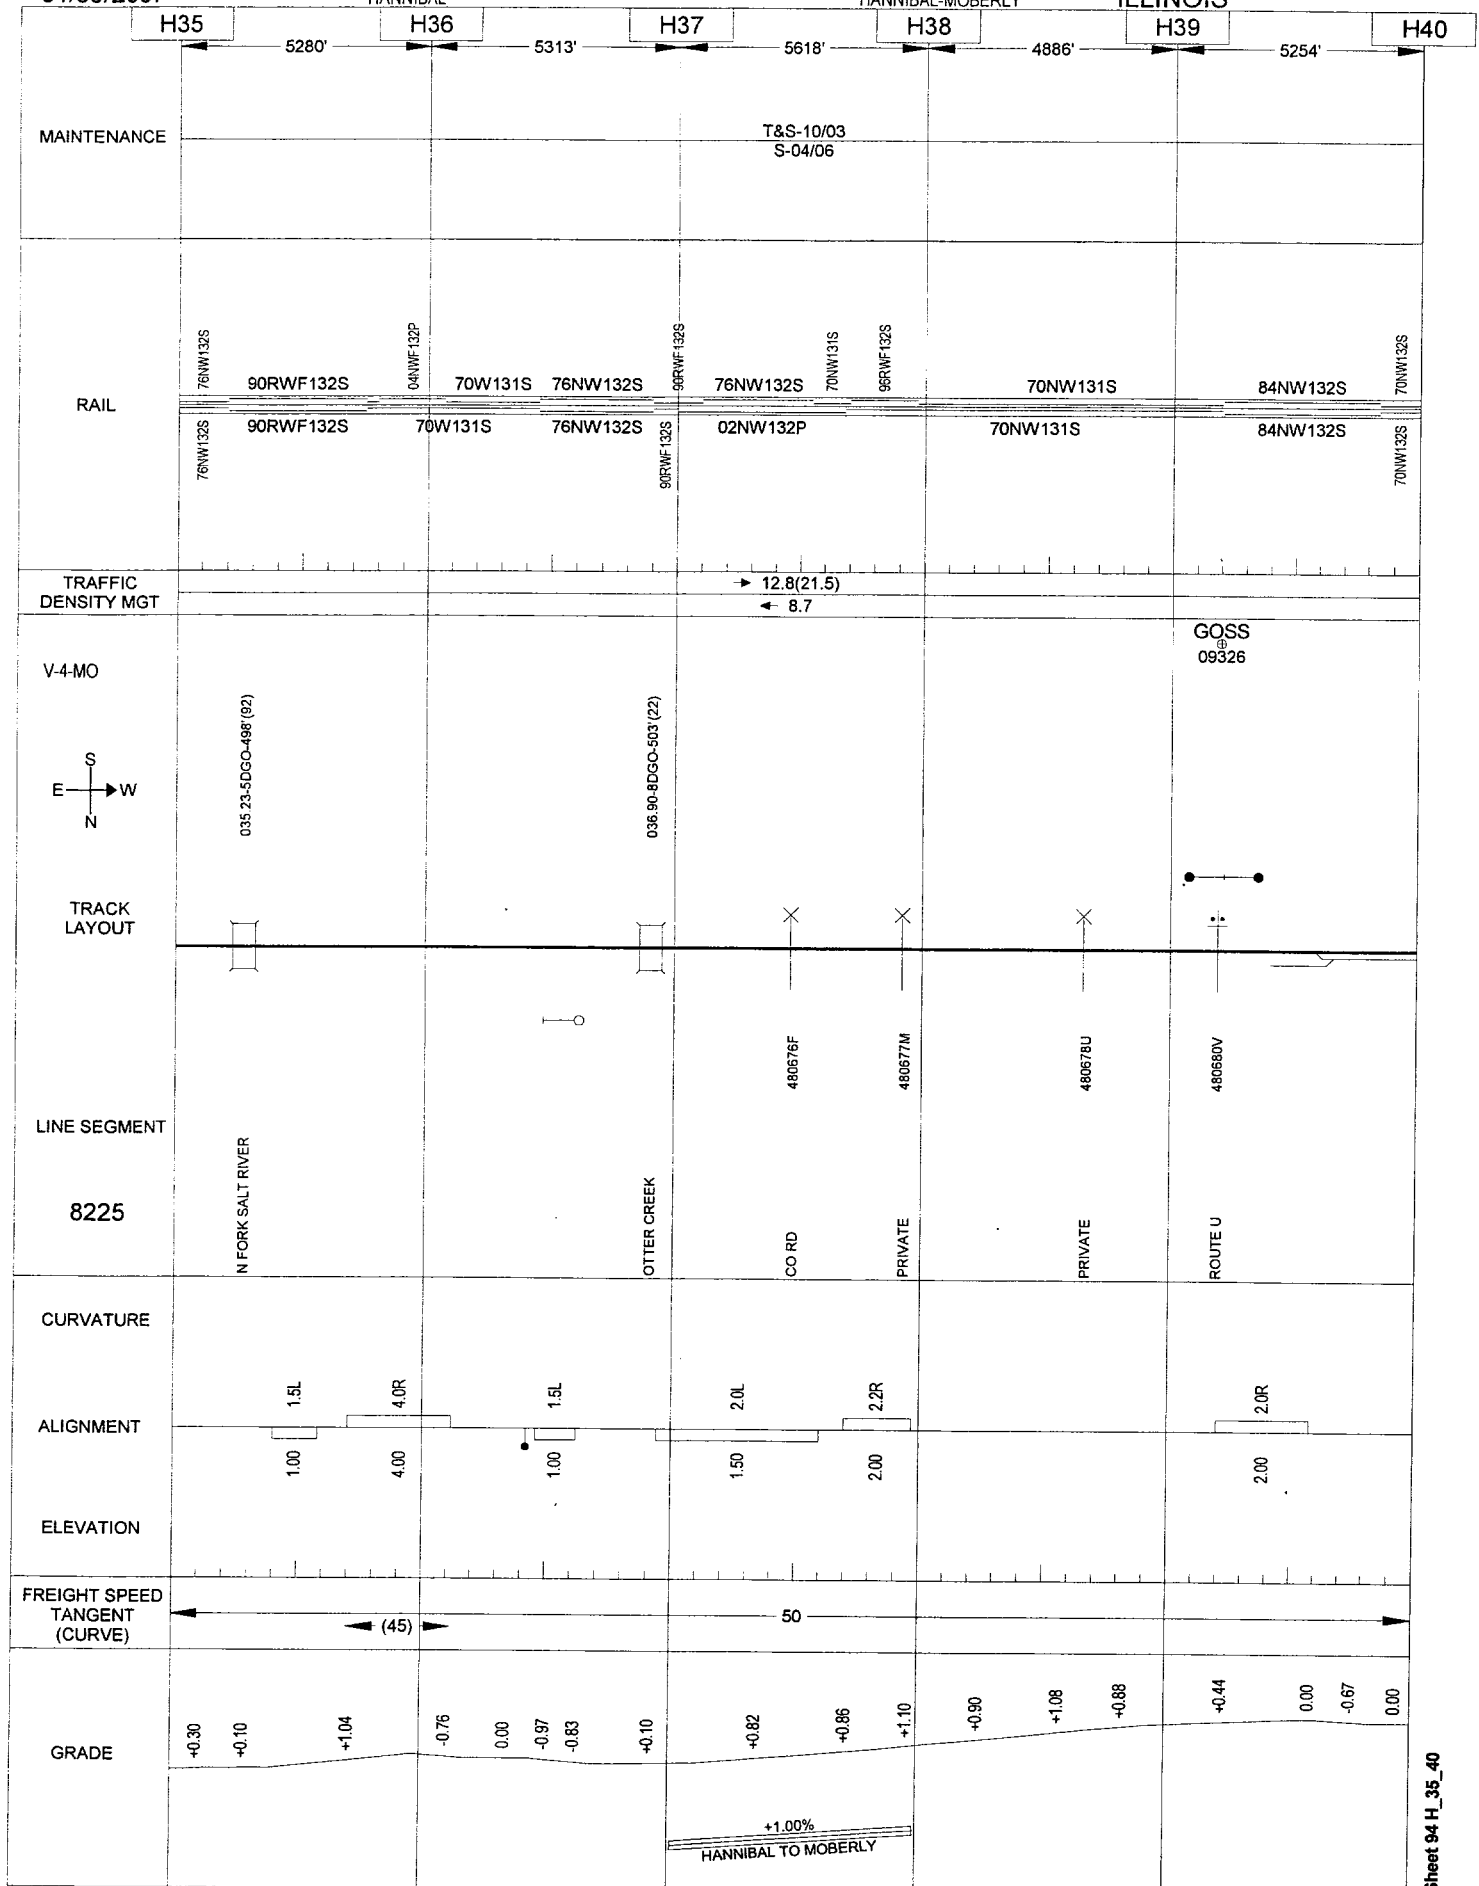 HANNIBAL
HANNIBAL-MOBERLY
ILLINOIS
H35
H36
H37
H38
H39
H40
5280'
5313'
5618'
4886'
5254'
MAINTENANCE
T&S-10/03
S-04/06
RAIL
76NW132S
90RWF132S
04NWF132P
70W131S
76NW132S
90RWF132S
76NW132S
70NW131S
96RWF132S
70NW131S
84NW132S
70NW132S
76NW132S
90RWF132S
70W131S
76NW132S
90RWF132S
02NW132P
70NW131S
84NW132S
70NW132S
TRAFFIC
DENSITY MGT
12.8(21.5)
8.7
V-4-MO
GOSS
09326
S
E
W
N
035.23-5DGO-498'(92)
036.90-8DGO-503'(22)
TRACK
LAYOUT
480676F
480677M
480678U
480680V
LINE SEGMENT
8225
N FORK SALT RIVER
OTTER CREEK
CO RD
PRIVATE
PRIVATE
ROUTE U
CURVATURE
1.5L
4.0R
1.5L
2.0L
2.2R
2.0R
ALIGNMENT
1.00
4.00
1.00
1.50
2.00
2.00
ELEVATION
FREIGHT SPEED
TANGENT
(CURVE)
(45)
50
GRADE
+0.30
+0.10
+1.04
-0.76
0.00
-0.97
-0.83
+0.10
+0.82
+0.86
+1.10
+0.90
+1.08
+0.88
+0.44
0.00
-0.67
0.00
+1.00%
HANNIBAL TO MOBERLY
Sheet 94 H_35_40